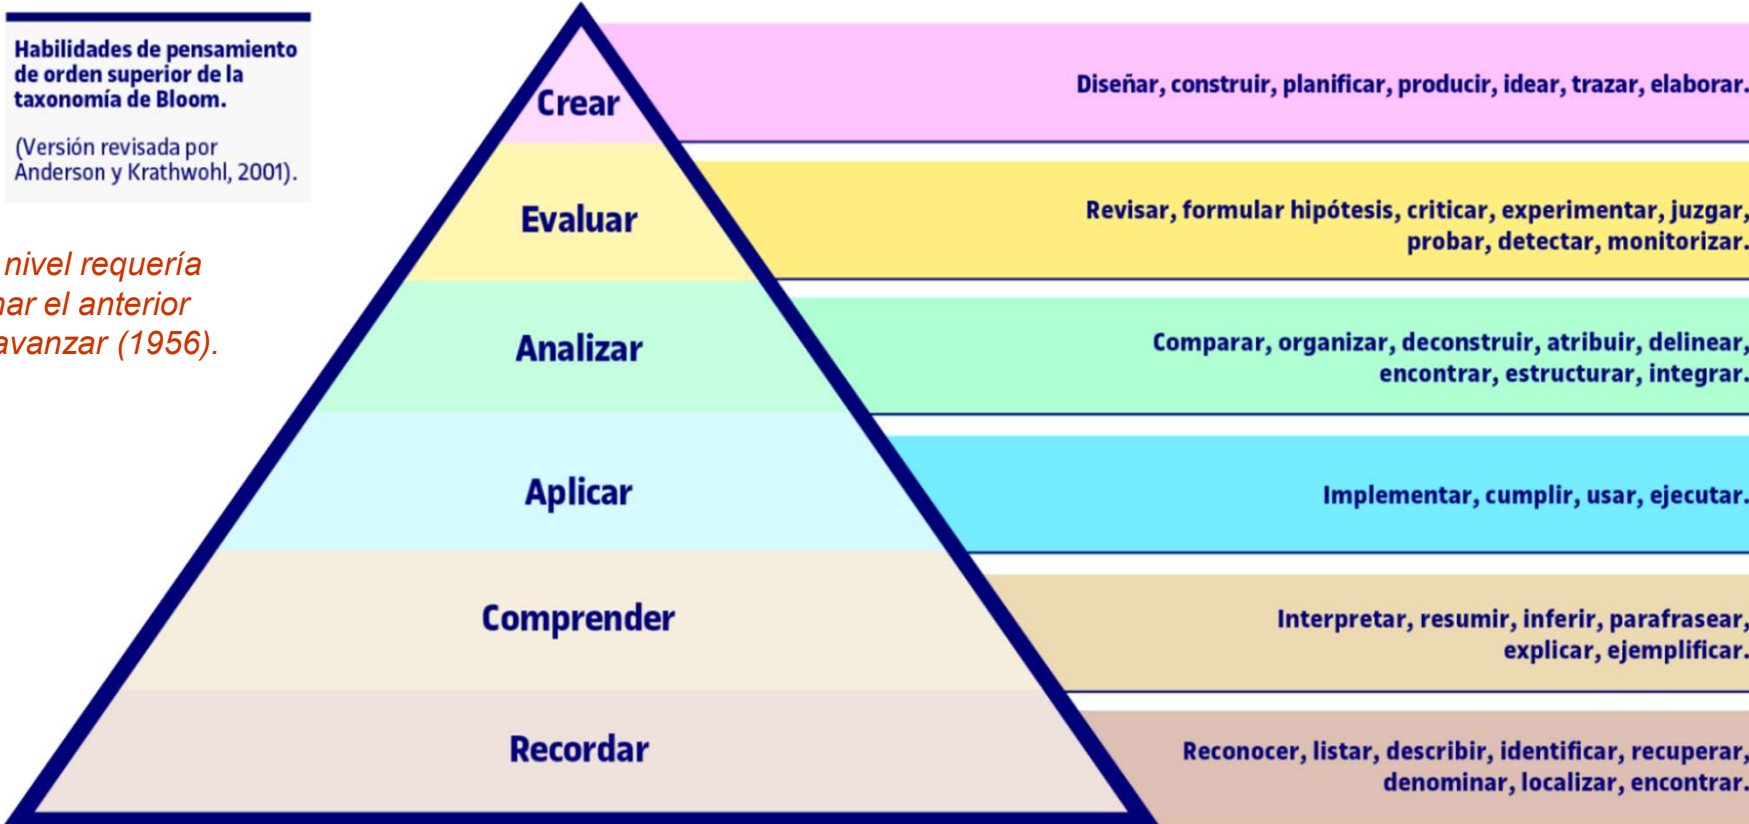 Habilidades de pensamiento
de orden superior de la
taxonomía de Bloom.
(Versión revisada por
Anderson y Krathwohl, 2001).
nivel requería
el anterior
avanzar (1956).
Crear
Diseñar, construir, planificar, producir, idear, trazar, elaborar.
Evaluar
Revisar, formular hipótesis, criticar, experimentar, juzgar,
probar, detectar, monitorizar.
Analizar
Comparar, organizar, deconstruir, atribuir, delinear,
encontrar, estructurar, integrar.
Aplicar
Implementar, cumplir, usar, ejecutar.
Comprender
Interpretar, resumir, inferir, parafrasear,
explicar, ejemplificar.
Recordar
Reconocer, listar, describir, identificar, recuperar,
denominar, localizar, encontrar.